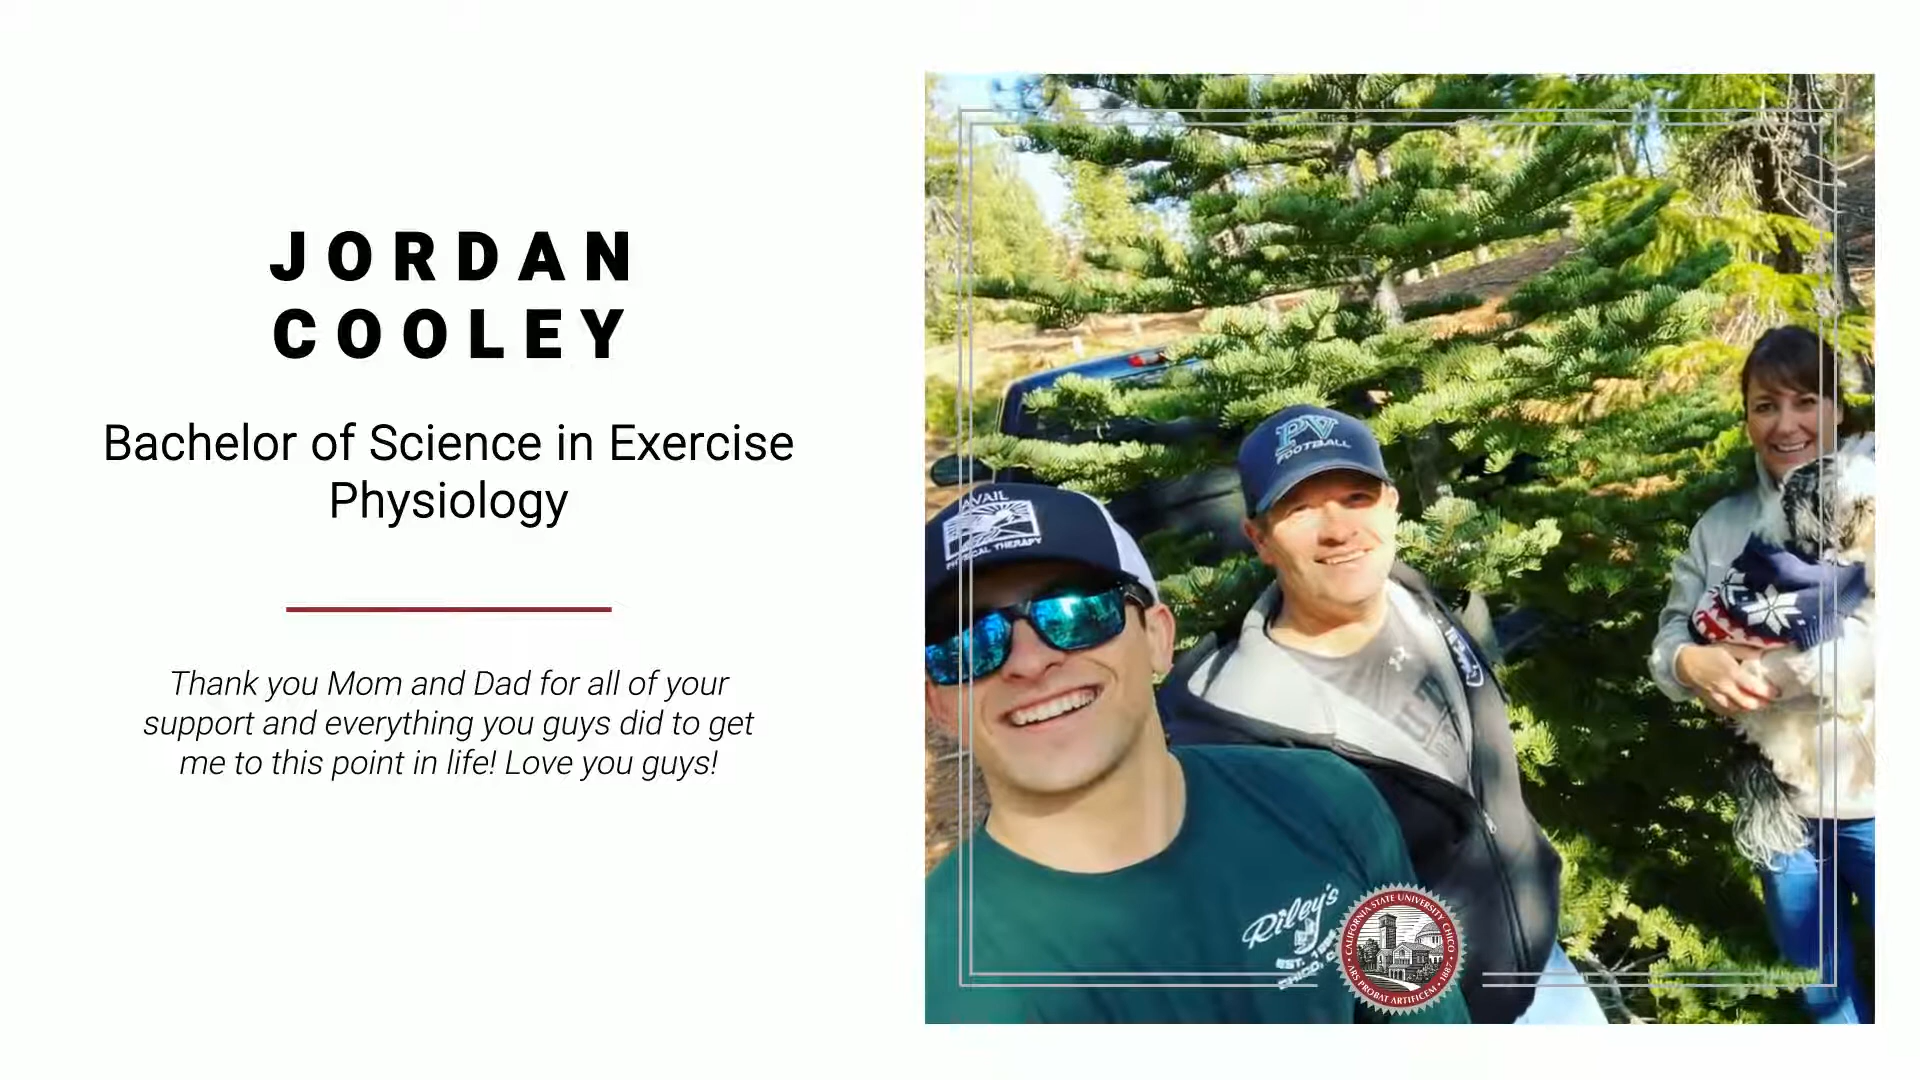 JORDAN
COOLEY
Bachelor of Science in Exercise
Physiology
Thank you Mom and Dad for all of your
support and everything you guys did to get
me to this point in life! Love you guys!
PV
FOOTBALL
AVAIL
PHYSICAL THERAPY
Riley's
EST.
CHICO,
CALIFORNIA STATE UNIVERSITY CHICO
ARS PROBAT ARTIFICEM • 1887